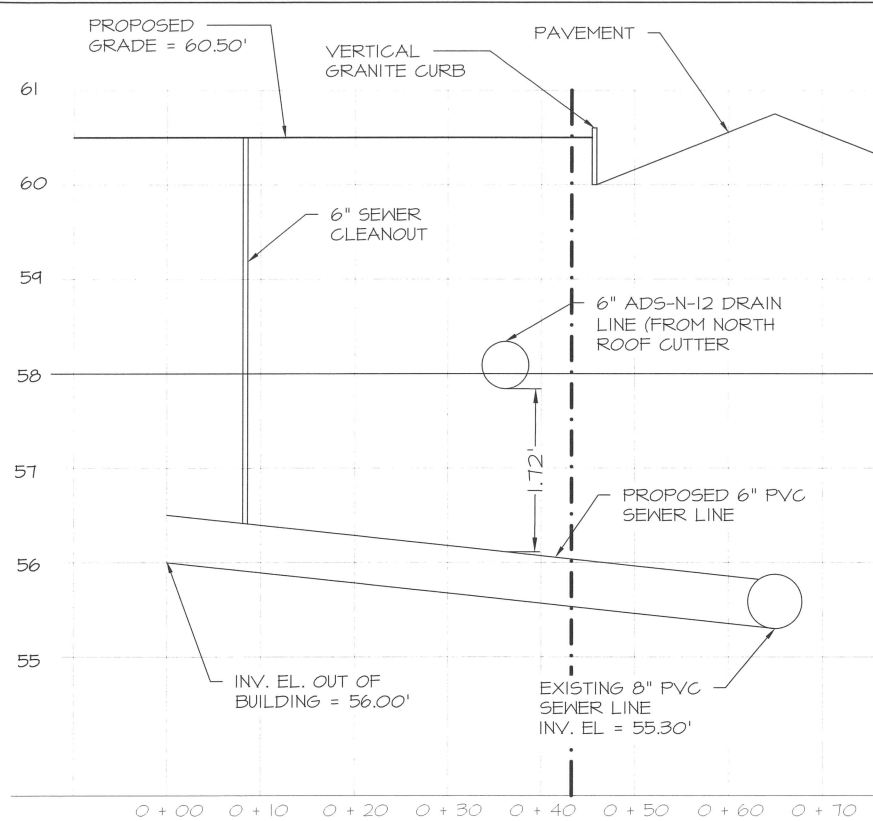 PROPOSED
GRADE = 60.50'
VERTICAL
GRANITE CURB
PAVEMENT
61
60
6" SEWER
CLEANOUT
59
6" ADS-N-12 DRAIN
LINE (FROM NORTH
ROOF CUTTER
58
57
1.72'
PROPOSED 6" PVC
SEWER LINE
56
55
INV. EL. OUT OF
BUILDING = 56.00'
EXISTING 8" PVC
SEWER LINE
INV. EL = 55.30'
0 + 00 0 + 10 0 + 20 0 + 30 0 + 40 0 + 50 0 + 60 0 + 70